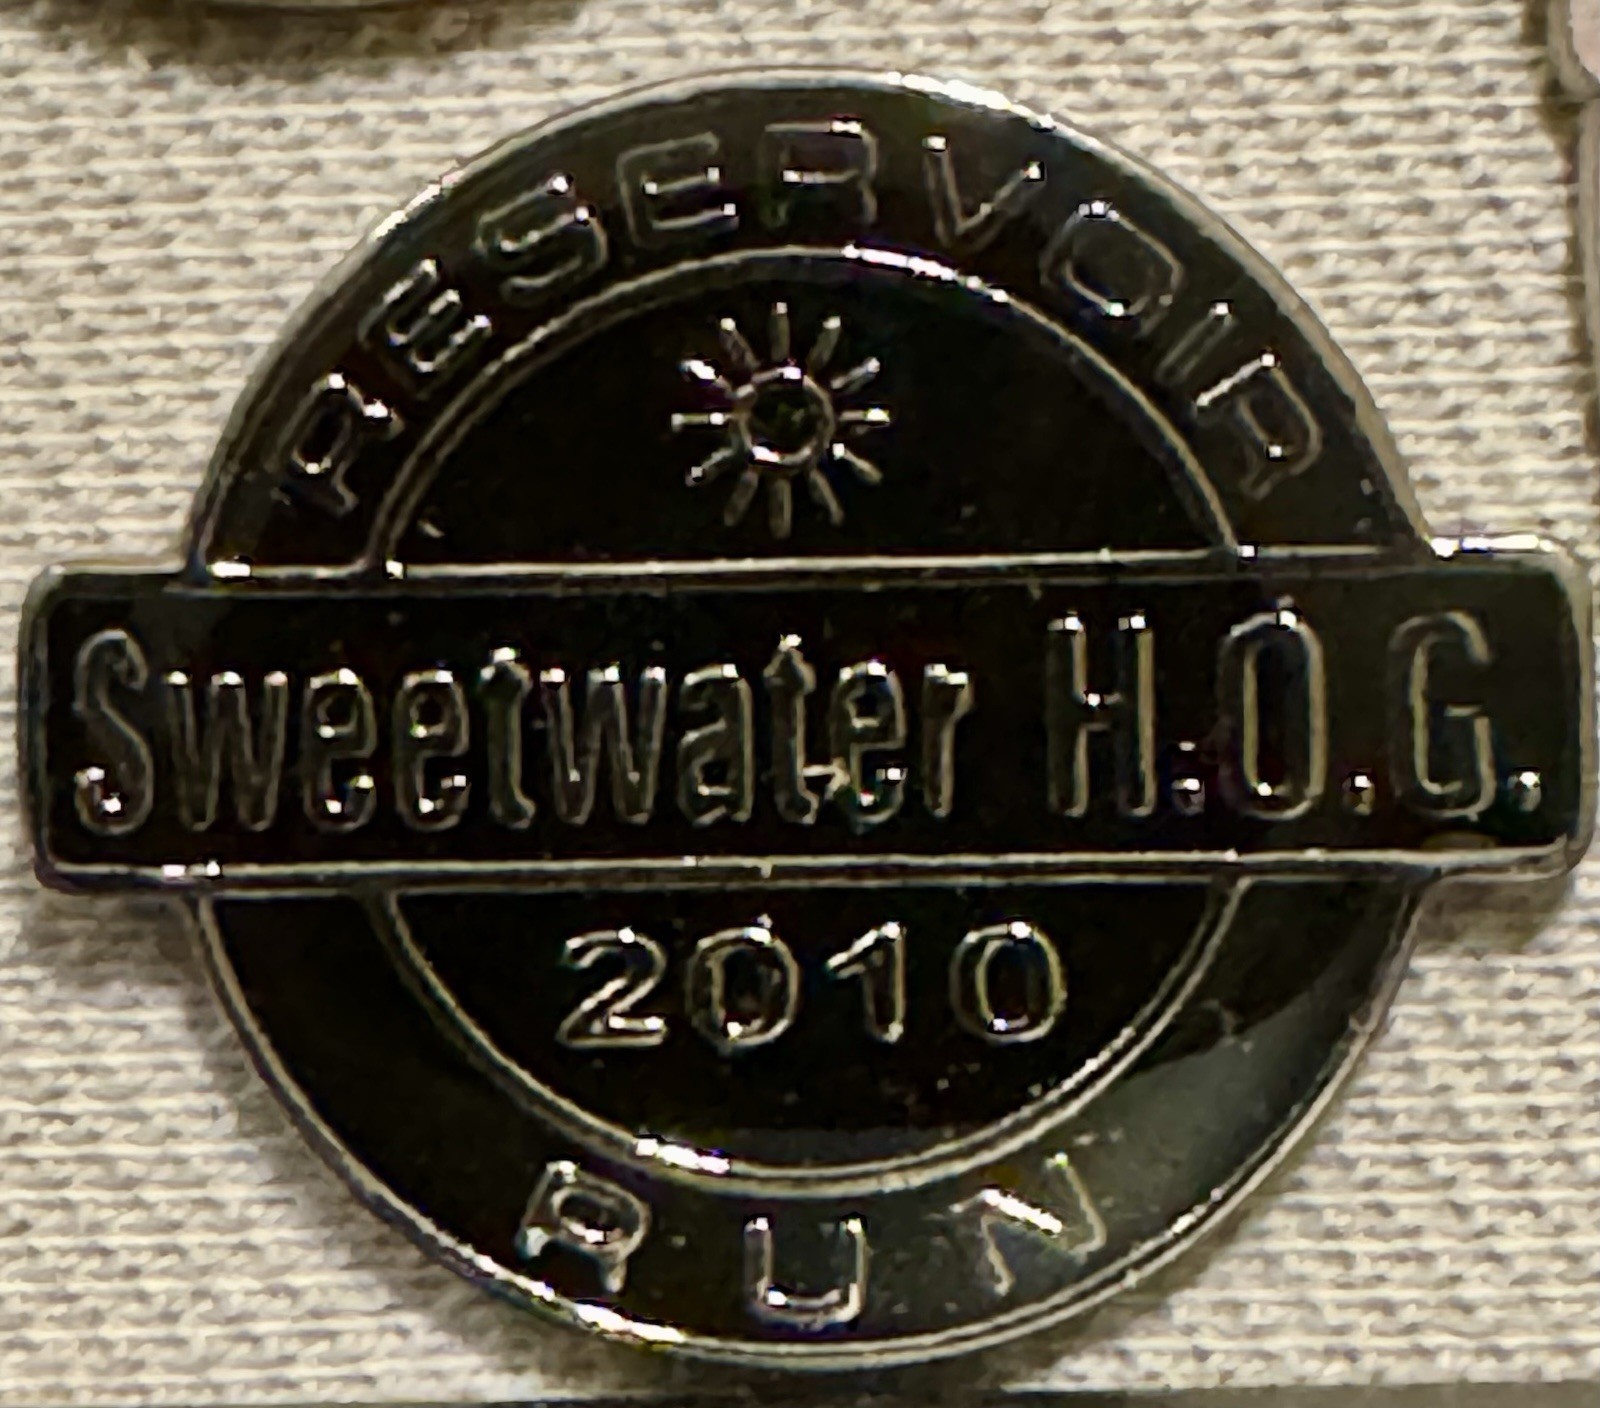 RESERVOIR
Sweetwater H.O.G.
2010
RUN